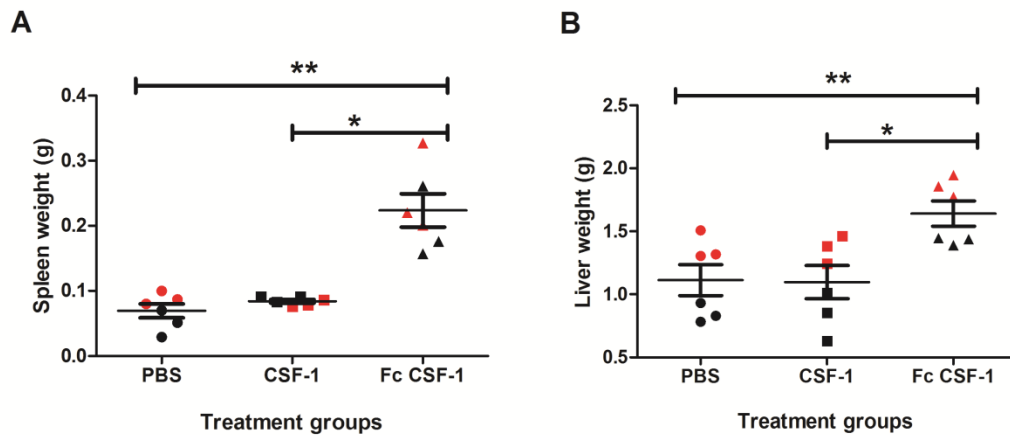 A
**
*
0.4
0.3
0.2
0.1
0.0
Spleen weight (g)
PBS
CSF-1
Fc CSF-1
Treatment groups
B
**
*
2.5
2.0
1.5
1.0
0.5
Liver weight (g)
PBS
CSF-1
Fc CSF-1
Treatment groups